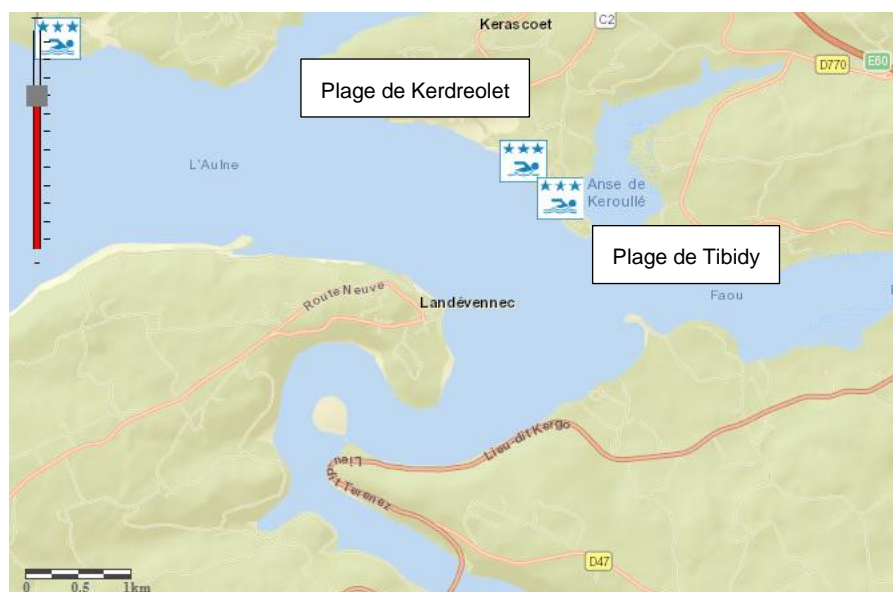 Kerascoet
C2
D770
E60
Plage de Kerdreolet
L'Aulne
Anse de
Keroullé
Plage de Tibidy
Faou
Route Neuve
Landévennec
Lieu-dit Kergo
Lieu
dit Terenez
D47
0 0.5 1km